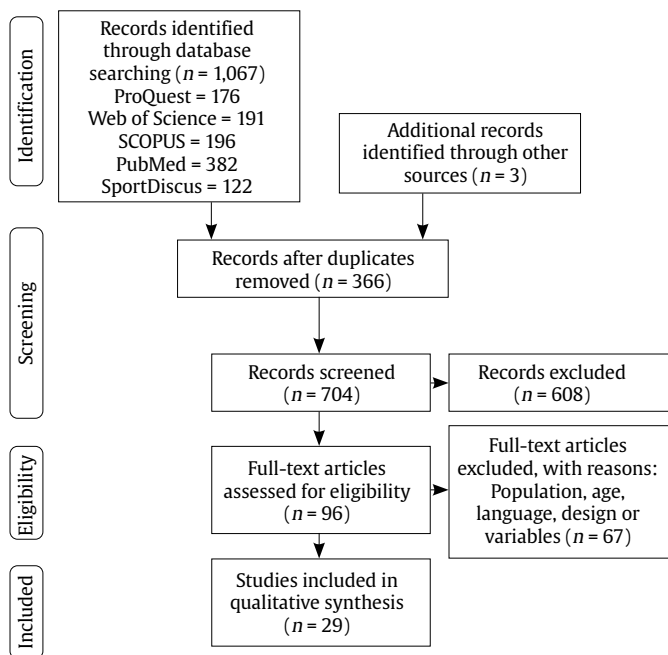 Identification
Records identified
through database
searching (n = 1,067)
ProQuest = 176
Web of Science = 191
SCOPUS = 196
PubMed = 382
SportDiscus = 122
Additional records
identified through other
sources (n = 3)
Screening
Records after duplicates
removed (n = 366)
Records screened
(n = 704)
Records excluded
(n = 608)
Eligibility
Full-text articles
assessed for eligibility
(n = 96)
Full-text articles
excluded, with reasons:
Population, age,
language, design or
variables (n = 67)
Included
Studies included in
qualitative synthesis
(n = 29)